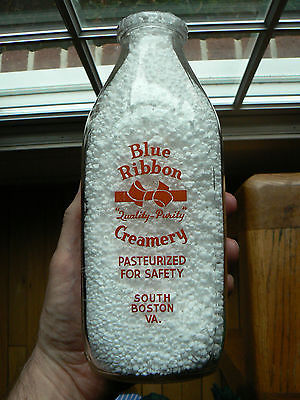 Blue
Ribbon
"Quality-Purity"
Creamery
PASTEURIZED
FOR SAFETY
SOUTH
BOSTON
VA.